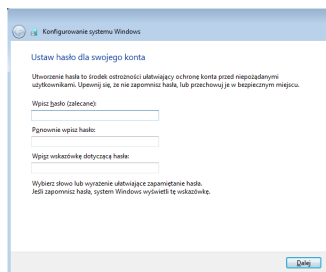 Konfigurowanie systemu Windows
Ustaw hasło dla swojego konta
Utworzenie hasła to środek ostrożności ułatwiający ochronę konta przed niepożądanymi
użytkownikami. Upewnij się, że nie zapomnisz hasła, lub przechowuj je w bezpiecznym miejscu.
Wpisz hasło (zalecane):
Ponownie wpisz hasło:
Wpisz wskazówkę dotyczącą hasła:
Wybierz słowo lub wyrażenie ułatwiające zapamiętanie hasła.
Jeśli zapomnisz hasła, system Windows wyświetli tę wskazówkę.
Dalej